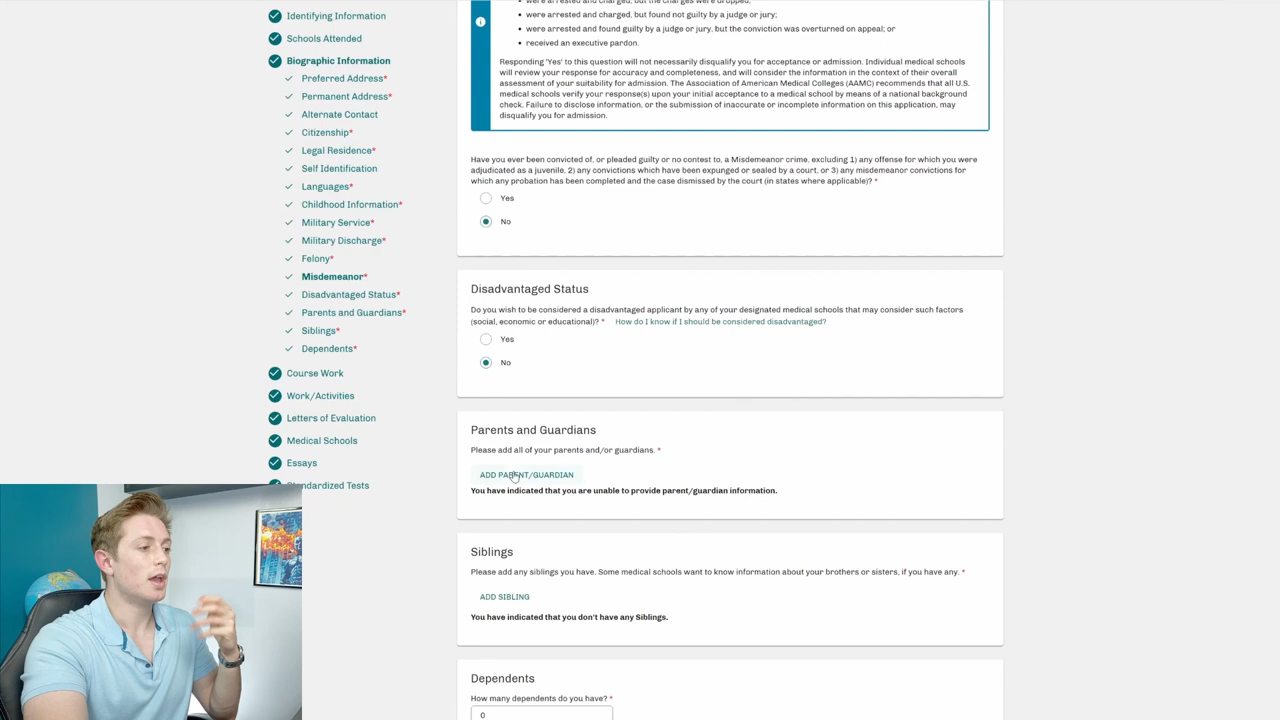 Identifying Information
Schools Attended
Biographic Information
Preferred Address*
Permanent Address*
Alternate Contact
Citizenship*
Legal Residence*
Self Identification
Languages*
Childhood Information*
Military Service*
Military Discharge*
Felony*
Misdemeanor*
Disadvantaged Status*
Parents and Guardians*
Siblings*
Dependents*
Course Work
Work/Activities
Letters of Evaluation
Medical Schools
Essays
Standardized Tests
were arrested and charged, but the charges were dropped;
were arrested and charged, but found not guilty by a judge or jury;
were arrested and found guilty by a judge or jury, but the conviction was overturned on appeal; or
received an executive pardon.
Responding 'Yes' to this question will not necessarily disqualify you for acceptance or admission. Individual medical schools
will review your response for accuracy and completeness, and will consider the information in the context of their overall
assessment of your suitability for admission. The Association of American Medical Colleges (AAMC) recommends that all U.S.
medical schools verify your response(s) upon your initial acceptance to a medical school by means of a national background
check. Failure to disclose information, or the submission of inaccurate or incomplete information on this application, may
disqualify you for admission.
Have you ever been convicted of, or pleaded guilty or no contest to, a Misdemeanor crime, excluding 1) any offense for which you were
adjudicated as a juvenile, 2) any convictions which have been expunged or sealed by a court, or 3) any misdemeanor convictions for
which any probation has been completed and the case dismissed by the court (in states where applicable)? *
Yes
No
Disadvantaged Status
Do you wish to be considered a disadvantaged applicant by any of your designated medical schools that may consider such factors
(social, economic or educational)? * How do I know if I should be considered disadvantaged?
Yes
No
Parents and Guardians
Please add all of your parents and/or guardians. *
ADD PARENT/GUARDIAN
You have indicated that you are unable to provide parent/guardian information.
Siblings
Please add any siblings you have. Some medical schools want to know information about your brothers or sisters, if you have any. *
ADD SIBLING
You have indicated that you don't have any Siblings.
Dependents
How many dependents do you have? *
0